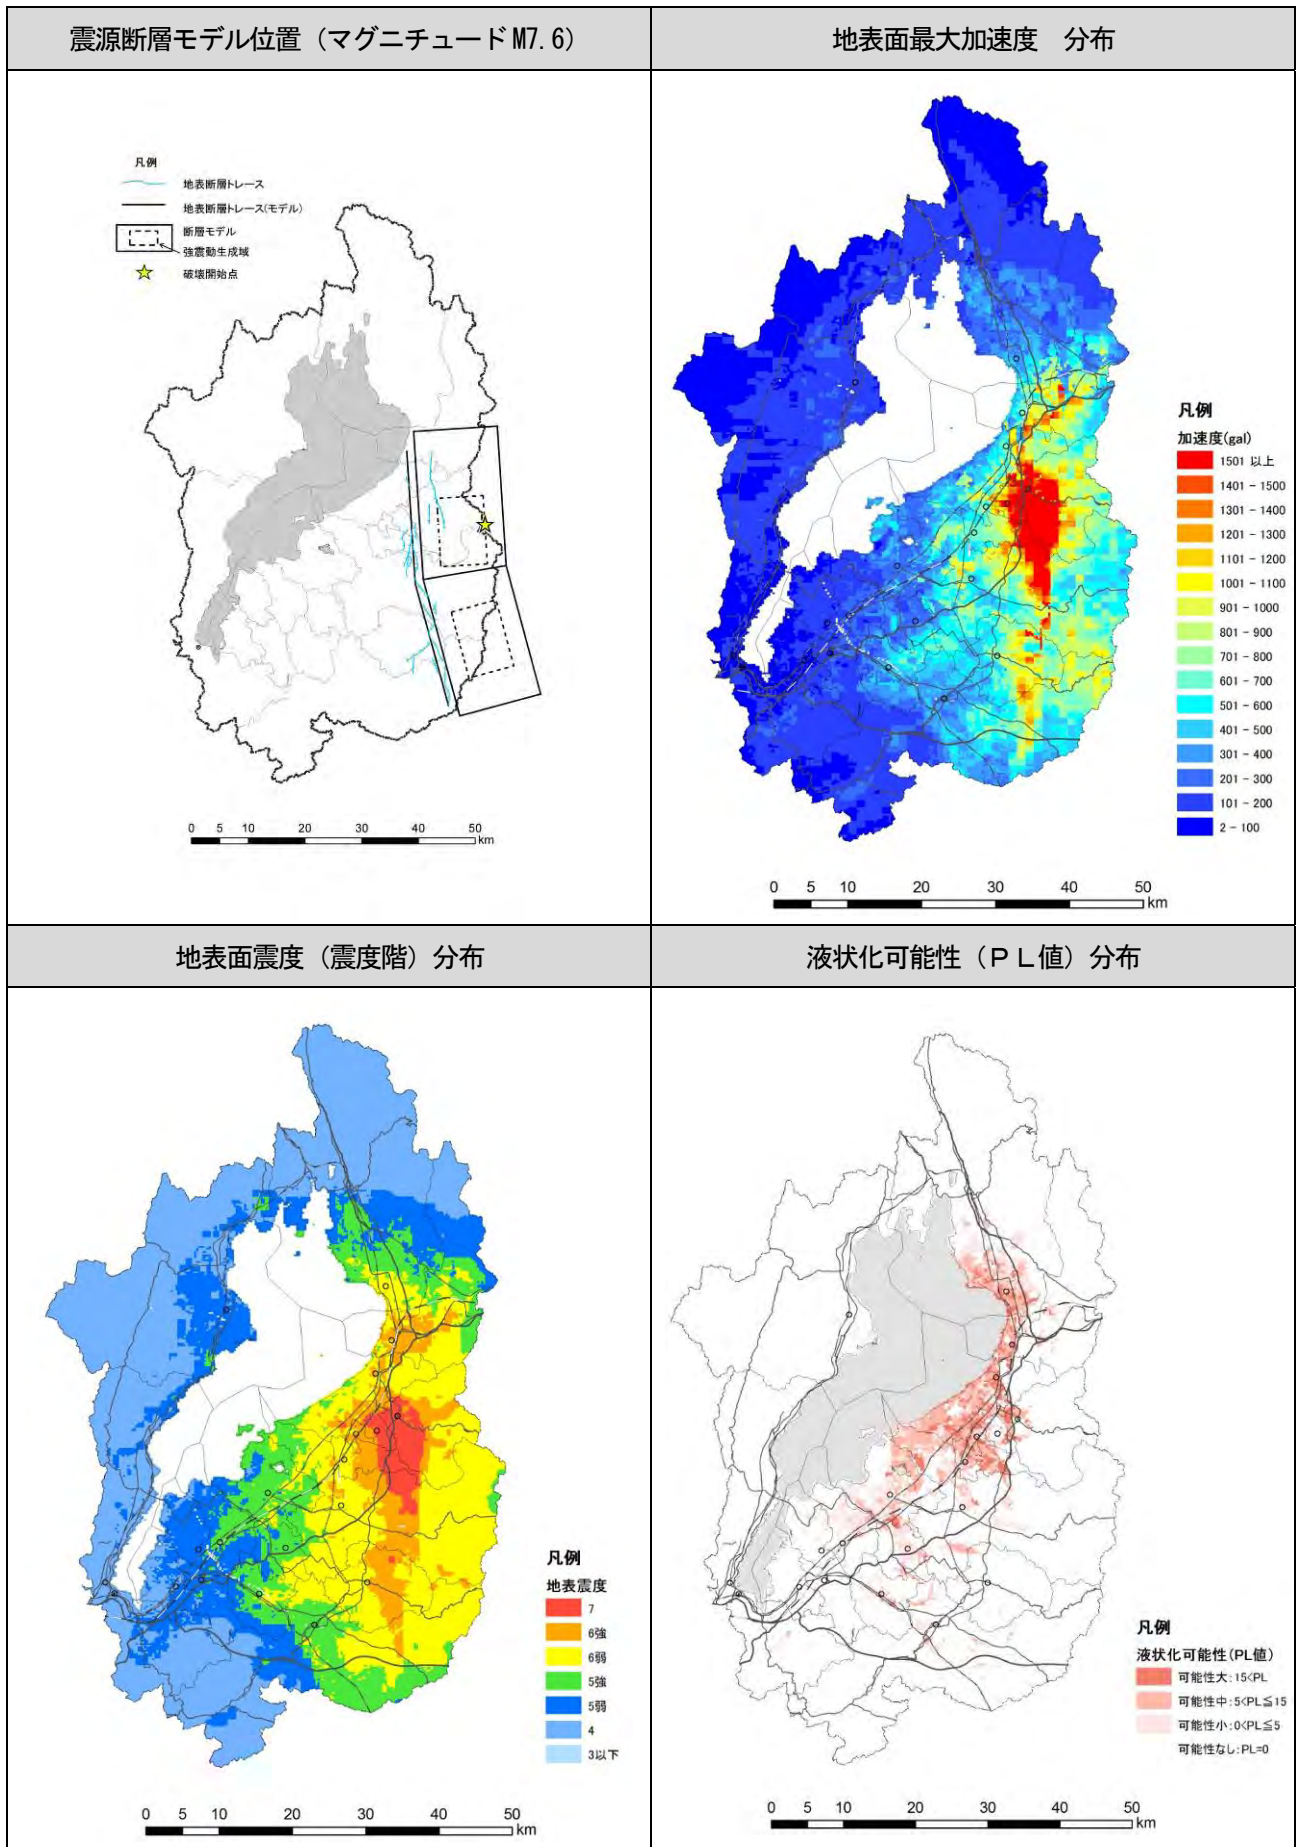 震源断層モデル位置（マグニチュードM7.6）
凡例
地表断層トレース
地表断層トレース(モデル)
断層モデル
強震動生成域
破壊開始点
0 5 10 20 30 40 50
km
地表面最大加速度　分布
凡例
加速度(gal)
1501 以上
1401 - 1500
1301 - 1400
1201 - 1300
1101 - 1200
1001 - 1100
901 - 1000
801 - 900
701 - 800
601 - 700
501 - 600
401 - 500
301 - 400
201 - 300
101 - 200
2 - 100
0 5 10 20 30 40 50
km
地表面震度（震度階）分布
凡例
地表震度
7
6強
6弱
5強
5弱
4
3以下
0 5 10 20 30 40 50
km
液状化可能性（ＰＬ値）分布
凡例
液状化可能性(PL値)
可能性大：15<PL
可能性中：5<PL≦15
可能性小：0<PL≦5
可能性なし：PL=0
0 5 10 20 30 40 50
km